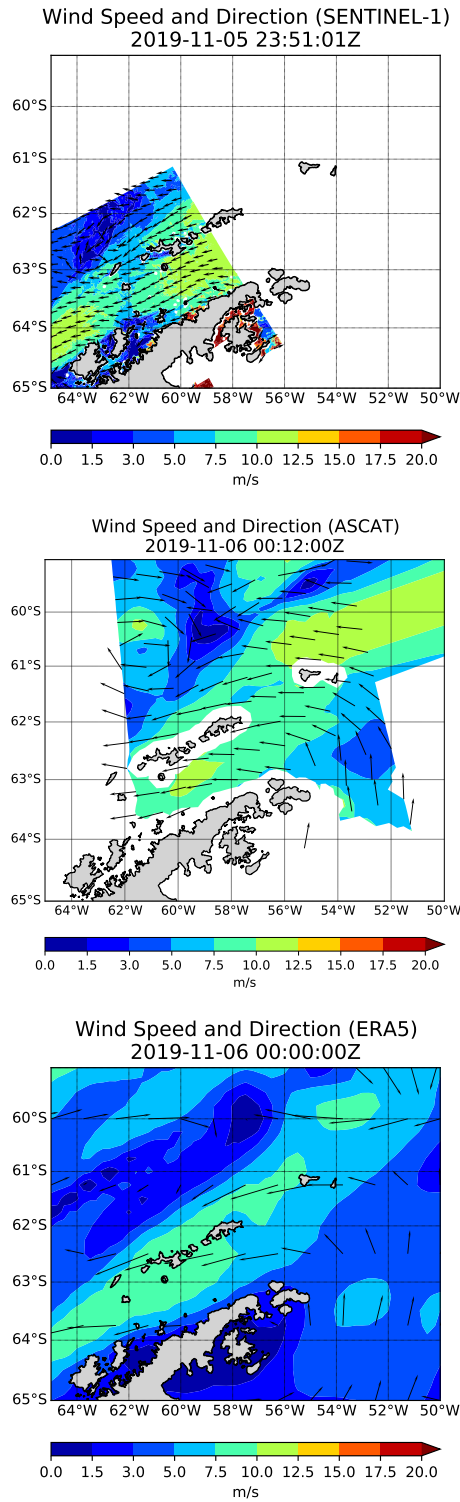 Wind Speed and Direction (SENTINEL-1)
2019-11-05 23:51:01Z
60°S
61°S
62°S
63°S
64°S
65°S
64°W 62°W 60°W 58°W 56°W 54°W 52°W 50°W
0.0 1.5 3.0 5.0 7.5 10.0 12.5 15.0 17.5 20.0
m/s
Wind Speed and Direction (ASCAT)
2019-11-06 00:12:00Z
60°S
61°S
62°S
63°S
64°S
65°S
64°W 62°W 60°W 58°W 56°W 54°W 52°W 50°W
0.0 1.5 3.0 5.0 7.5 10.0 12.5 15.0 17.5 20.0
m/s
Wind Speed and Direction (ERA5)
2019-11-06 00:00:00Z
60°S
61°S
62°S
63°S
64°S
65°S
64°W 62°W 60°W 58°W 56°W 54°W 52°W 50°W
0.0 1.5 3.0 5.0 7.5 10.0 12.5 15.0 17.5 20.0
m/s